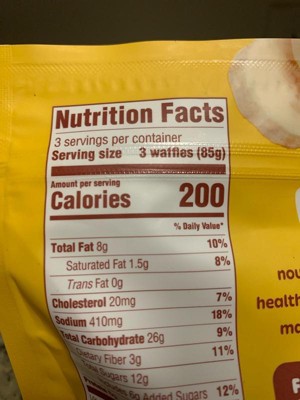 Nutrition Facts
3 servings per container
Serving size 3 waffles (85g)
Amount per serving
Calories 200
% Daily Value*
Total Fat 8g 10%
Saturated Fat 1.5g 8%
Trans Fat 0g
Cholesterol 20mg 7%
Sodium 410mg 18%
Total Carbohydrate 26g 9%
Dietary Fiber 3g 11%
Sugars 12g
Added Sugars 12%
nou
health
ma